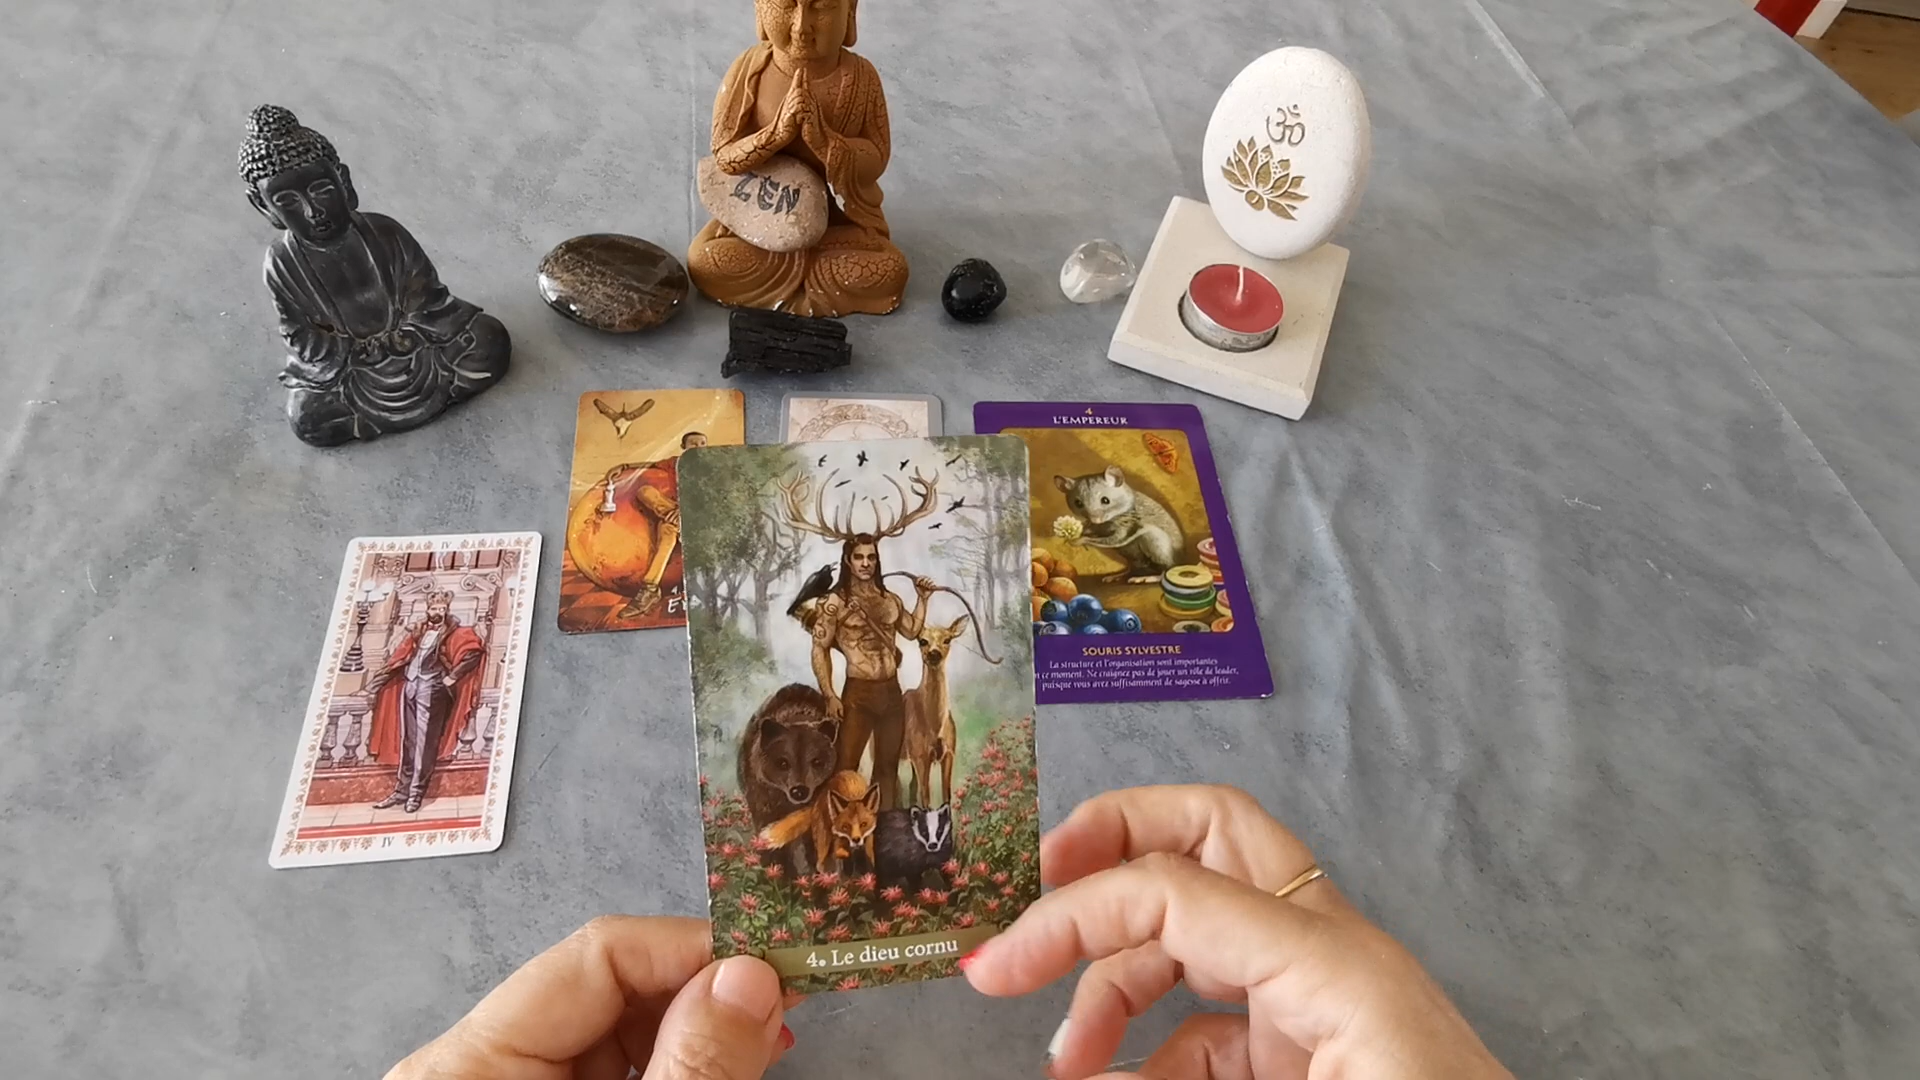 ZEN
ॐ
4
L'EMPEREUR
IV
SOURIS SYLVESTRE
La structure et l'organisation sont importantes
ce moment. Ne craignez pas de jouer un rôle de leader,
puisque vous avez suffisamment de sagesse à offrir.
IV
4. Le dieu cornu